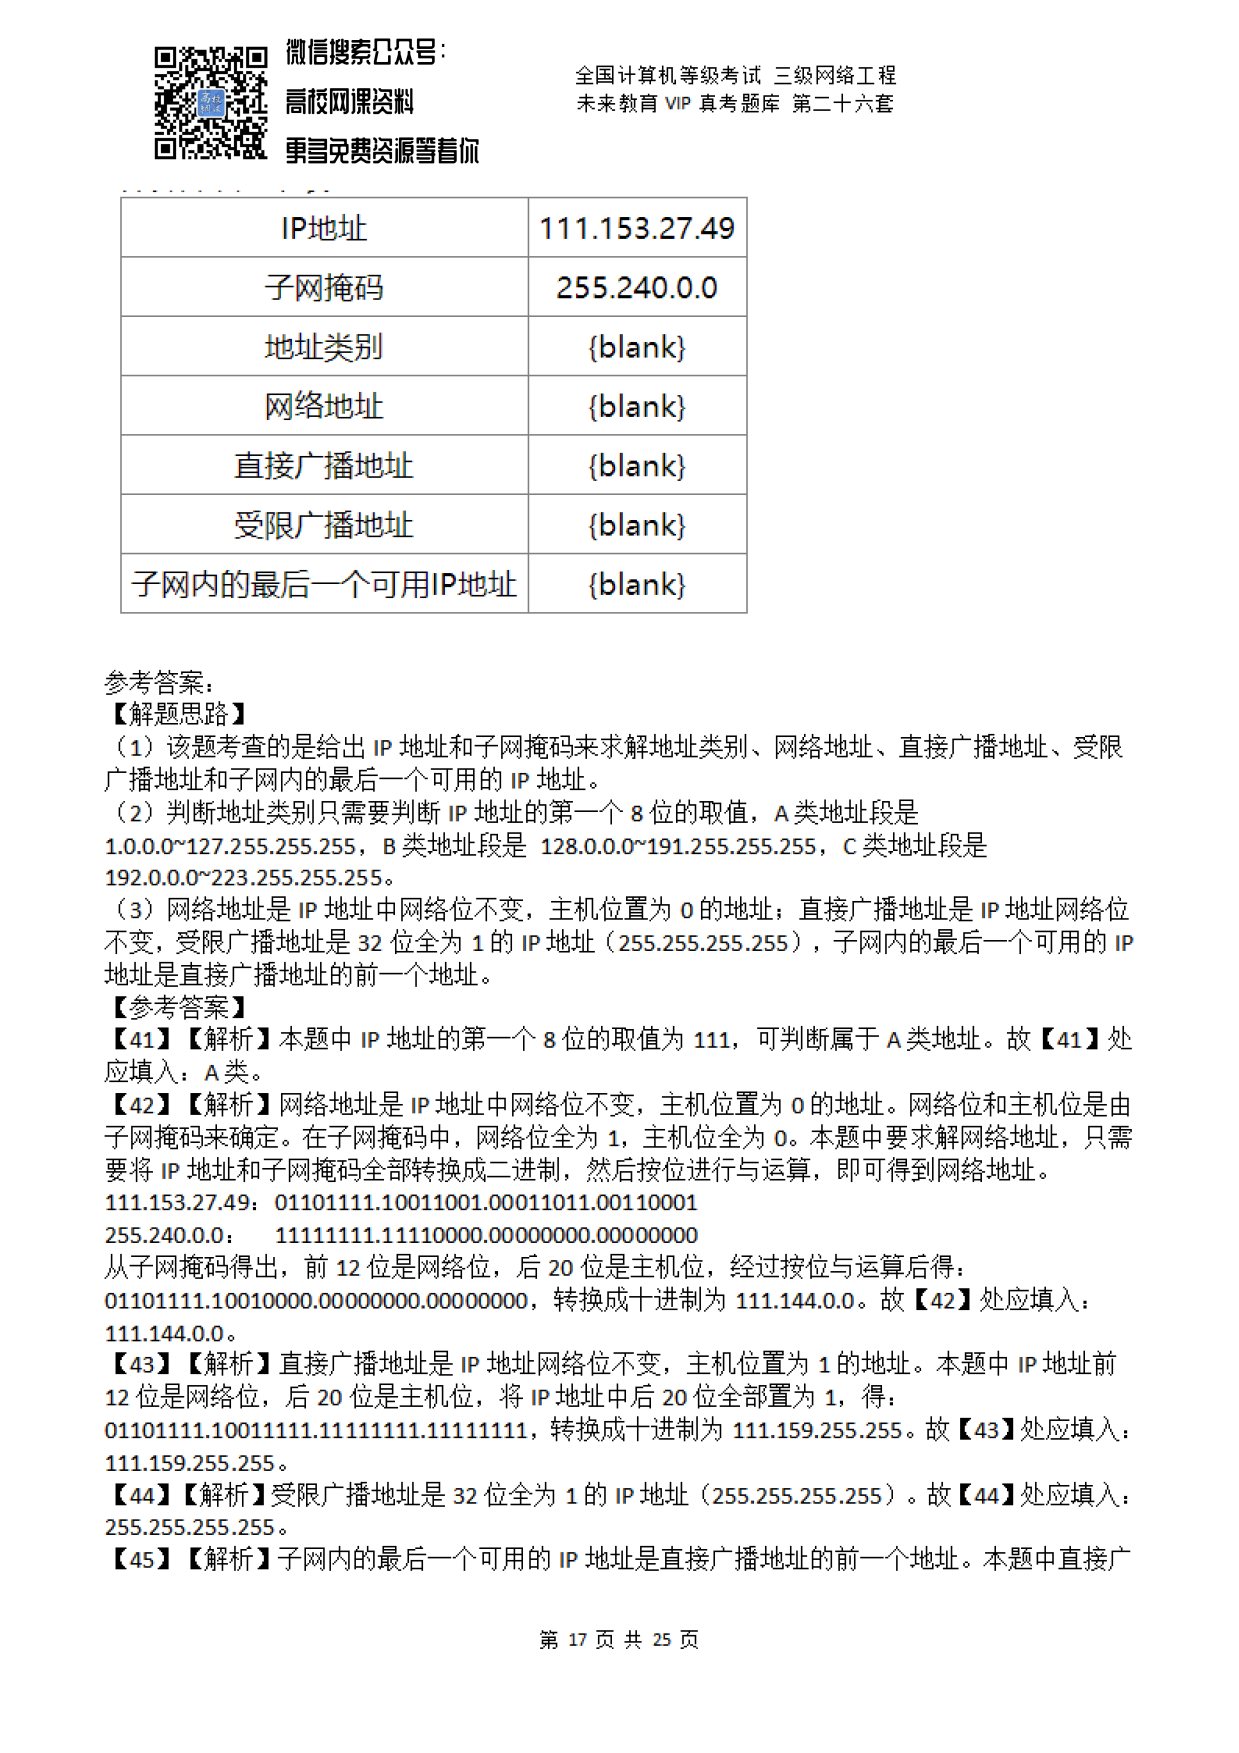 微信搜索公众号：
高校网课资料
更多免费资源等着你
全国计算机等级考试 三级网络工程
未来教育 VIP 真考题库 第二十六套
IP地址 111.153.27.49
子网掩码 255.240.0.0
地址类别 {blank}
网络地址 {blank}
直接广播地址 {blank}
受限广播地址 {blank}
子网内的最后一个可用IP地址 {blank}
参考答案：
【解题思路】
（1）该题考查的是给出 IP 地址和子网掩码来求解地址类别、网络地址、直接广播地址、受限
广播地址和子网内的最后一个可用的 IP 地址。
（2）判断地址类别只需要判断 IP 地址的第一个 8 位的取值，A 类地址段是
1.0.0.0~127.255.255.255，B 类地址段是 128.0.0.0~191.255.255.255，C 类地址段是
192.0.0.0~223.255.255.255。
（3）网络地址是 IP 地址中网络位不变，主机位置为 0 的地址；直接广播地址是 IP 地址网络位
不变，受限广播地址是 32 位全为 1 的 IP 地址（255.255.255.255），子网内的最后一个可用的 IP
地址是直接广播地址的前一个地址。
【参考答案】
【41】【解析】本题中 IP 地址的第一个 8 位的取值为 111，可判断属于 A 类地址。故【41】处
应填入：A 类。
【42】【解析】网络地址是 IP 地址中网络位不变，主机位置为 0 的地址。网络位和主机位是由
子网掩码来确定。在子网掩码中，网络位全为 1，主机位全为 0。本题中要求解网络地址，只需
要将 IP 地址和子网掩码全部转换成二进制，然后按位进行与运算，即可得到网络地址。
111.153.27.49：01101111.10011001.00011011.00110001
255.240.0.0： 11111111.11110000.00000000.00000000
从子网掩码得出，前 12 位是网络位，后 20 位是主机位，经过按位与运算后得：
01101111.10010000.00000000.00000000，转换成十进制为 111.144.0.0。故【42】处应填入：
111.144.0.0。
【43】【解析】直接广播地址是 IP 地址网络位不变，主机位置为 1 的地址。本题中 IP 地址前
12 位是网络位，后 20 位是主机位，将 IP 地址中后 20 位全部置为 1，得：
01101111.10011111.11111111.11111111，转换成十进制为 111.159.255.255。故【43】处应填入：
111.159.255.255。
【44】【解析】受限广播地址是 32 位全为 1 的 IP 地址（255.255.255.255）。故【44】处应填入：
255.255.255.255。
【45】【解析】子网内的最后一个可用的 IP 地址是直接广播地址的前一个地址。本题中直接广
第 17 页 共 25 页